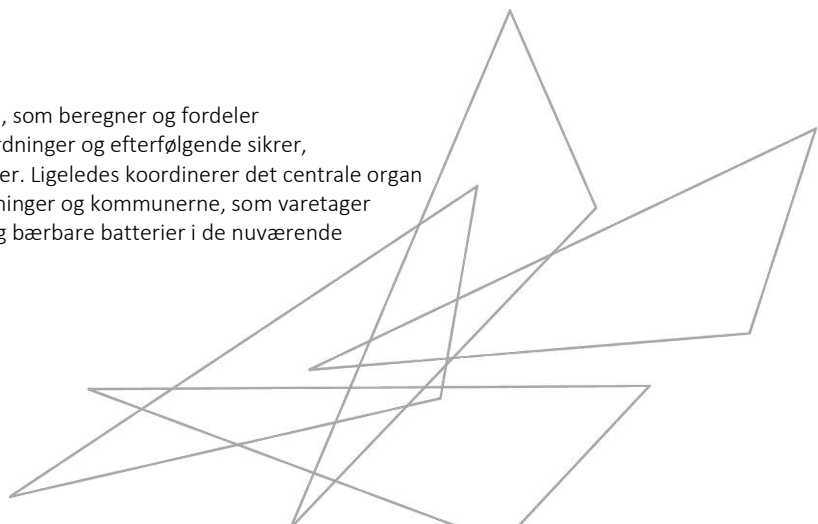 , som beregner og fordeler
rdninger og efterfølgende sikrer,
er. Ligeledes koordinerer det centrale organ
ninger og kommunerne, som varetager
g bærbare batterier i de nuværende